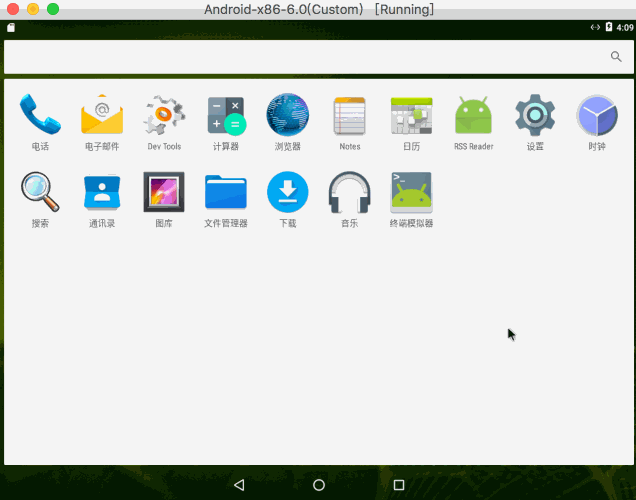 Android-x86-6.0(Custom) [Running]
4:09
电话 电子邮件 Dev Tools 计算器 浏览器 Notes 日历 RSS Reader 设置 时钟
搜索 通讯录 图库 文件管理器 下载 音乐 终端模拟器